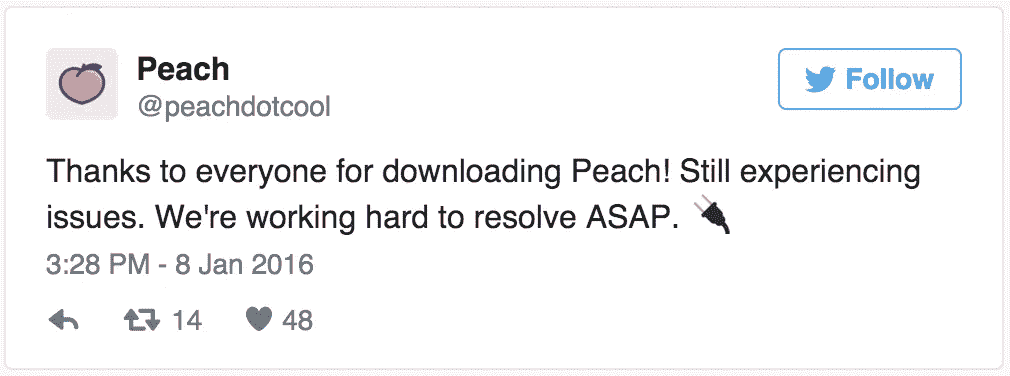 Peach
Follow
@peachdotcool
Thanks to everyone for downloading Peach! Still experiencing
issues. We're working hard to resolve ASAP. 🔌
3:28 PM - 8 Jan 2016
14 48